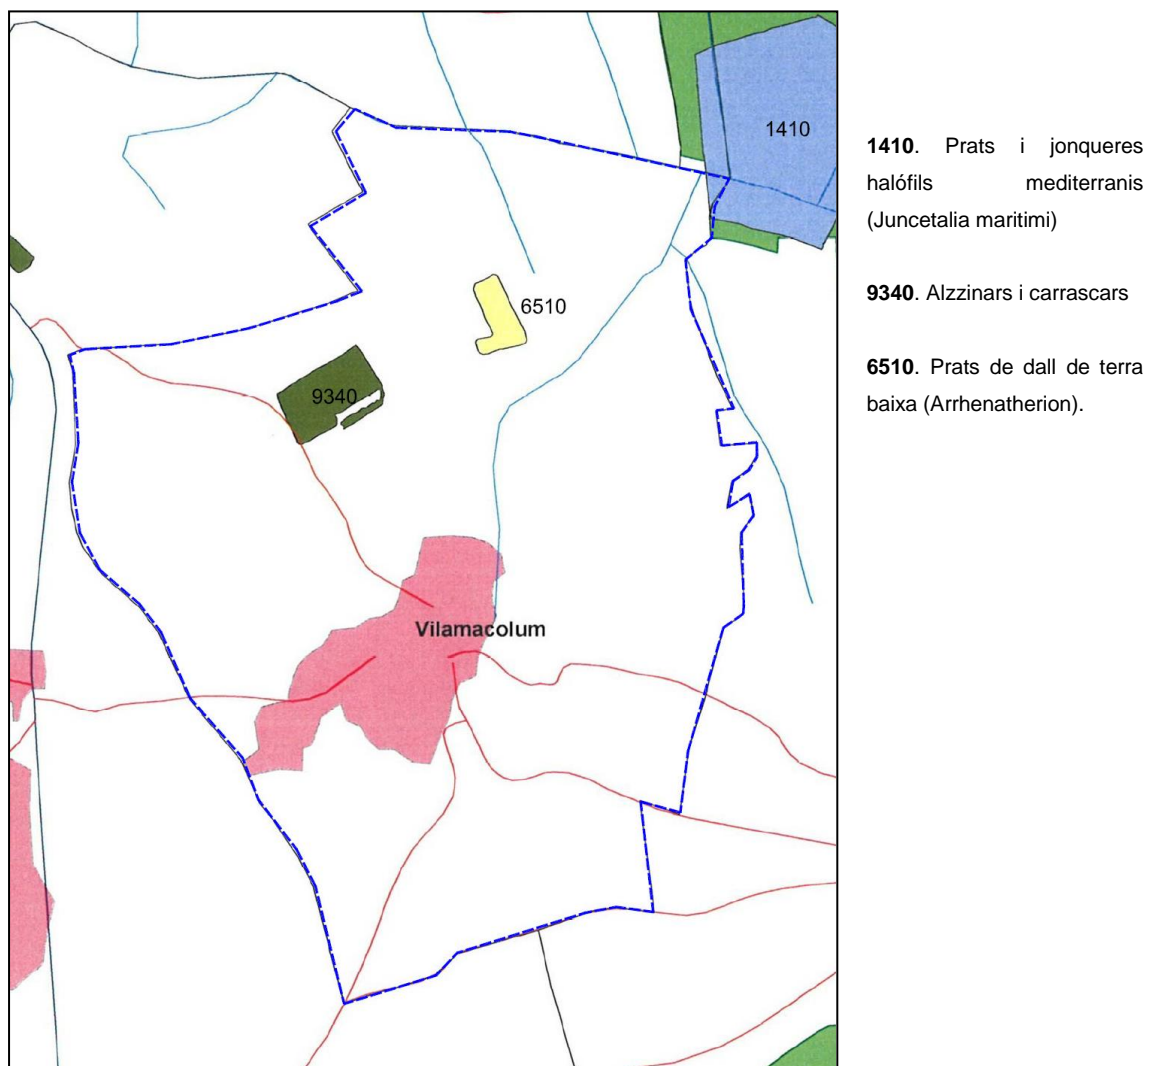 1410
6510
9340
Vilamacolum
1410. Prats i jonqueres
halófils mediterranis
(Juncetalia maritimi)
9340. Alzzinars i carrascars
6510. Prats de dall de terra
baixa (Arrhenatherion).